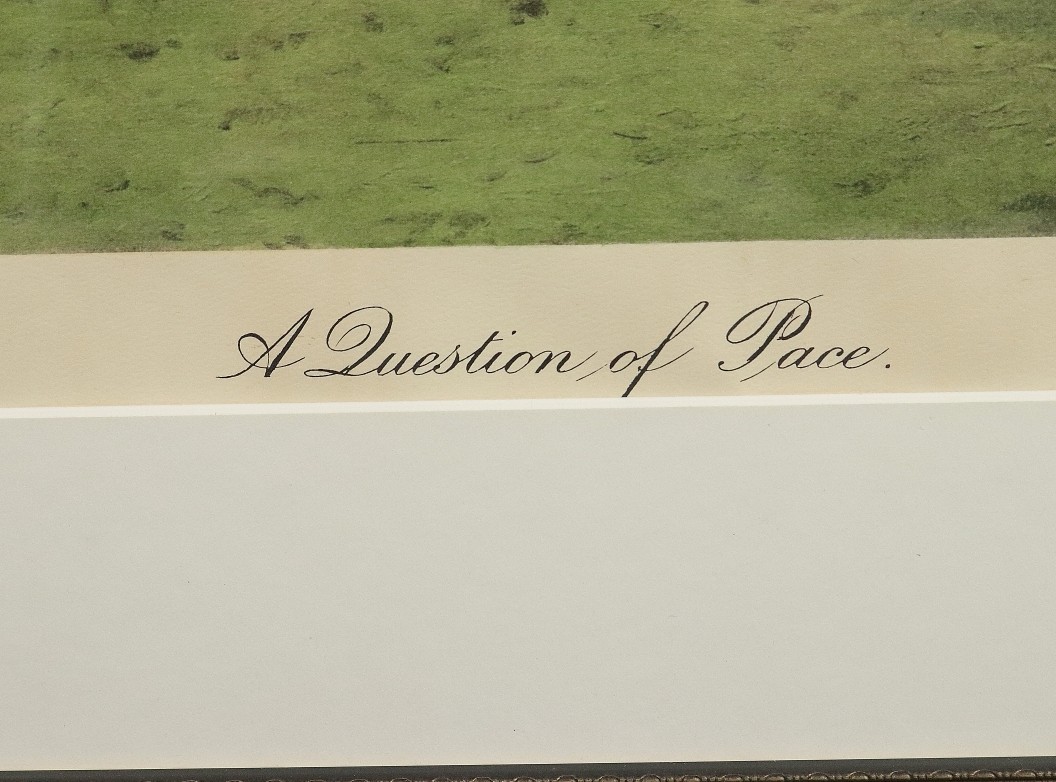 A Question of Pace.